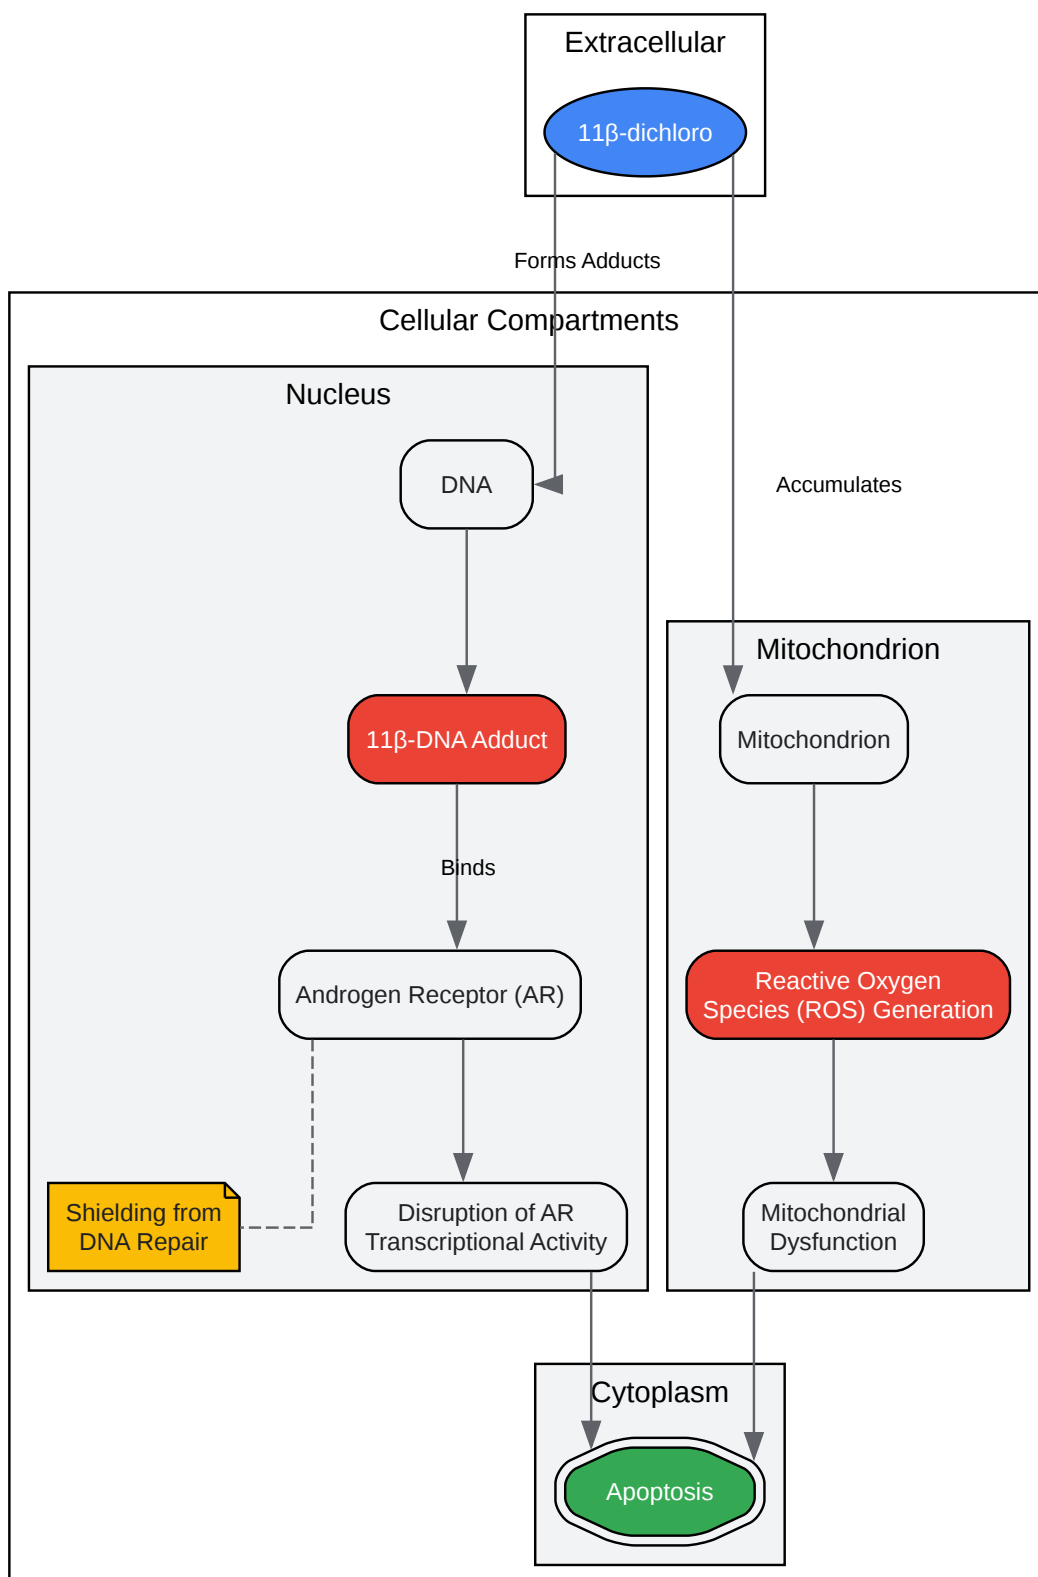 Extracellular
11β-dichloro
Forms Adducts
Cellular Compartments
Nucleus
DNA
Accumulates
Mitochondrion
11β-DNA Adduct
Mitochondrion
Binds
Androgen Receptor (AR)
Reactive Oxygen
Species (ROS) Generation
Shielding from
DNA Repair
Disruption of AR
Transcriptional Activity
Mitochondrial
Dysfunction
Cytoplasm
Apoptosis